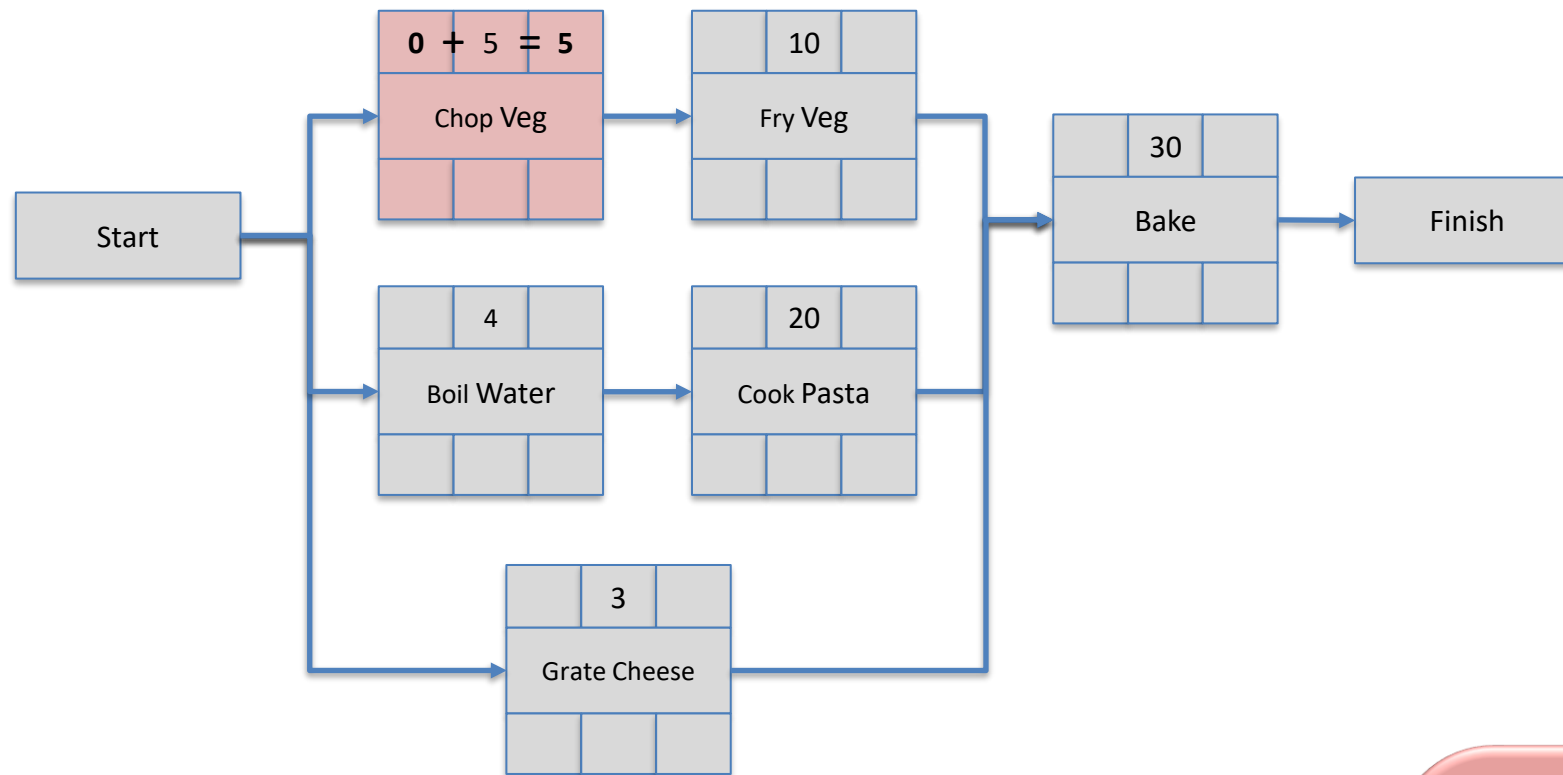 0 + 5 = 5
Chop Veg
10
Fry Veg
30
Bake
Start
Finish
4
Boil Water
20
Cook Pasta
3
Grate Cheese